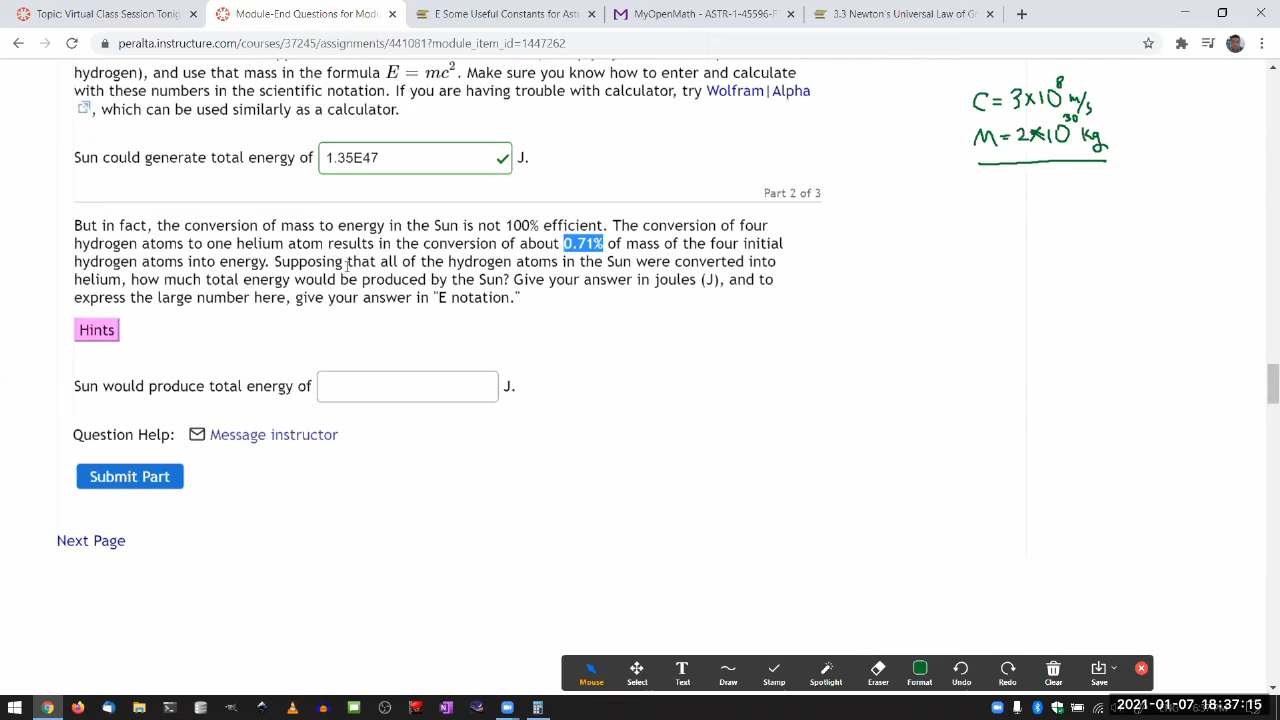 Topic: Class Session Tonig
Module-End Questions for Modu
E Some Useful Constants for Ast
MyOpenMath - ASTR-1-45596-F
3.3 Newton's Universal Law of Gr
peralta.instructure.com/courses/37245/assignments/441081?module_item_id=1447262
hydrogen), and use that mass in the formula E = mc². Make sure you know how to enter and calculate
with these numbers in the scientific notation. If you are having trouble with calculator, try Wolfram|Alpha
, which can be used similarly as a calculator.
C = 3×10⁸ m/s
M = 2×10³⁰ kg
Sun could generate total energy of 1.35E47 J.
Part 2 of 3
But in fact, the conversion of mass to energy in the Sun is not 100% efficient. The conversion of four
hydrogen atoms to one helium atom results in the conversion of about 0.71% of mass of the four initial
hydrogen atoms into energy. Supposing that all of the hydrogen atoms in the Sun were converted into
helium, how much total energy would be produced by the Sun? Give your answer in joules (J), and to
express the large number here, give your answer in "E notation."
Hints
Sun would produce total energy of J.
Question Help: Message instructor
Submit Part
Next Page
Mouse Select Text Draw Stamp Spotlight Eraser Format Undo Redo Clear Save
2021-01-07 18:37:15